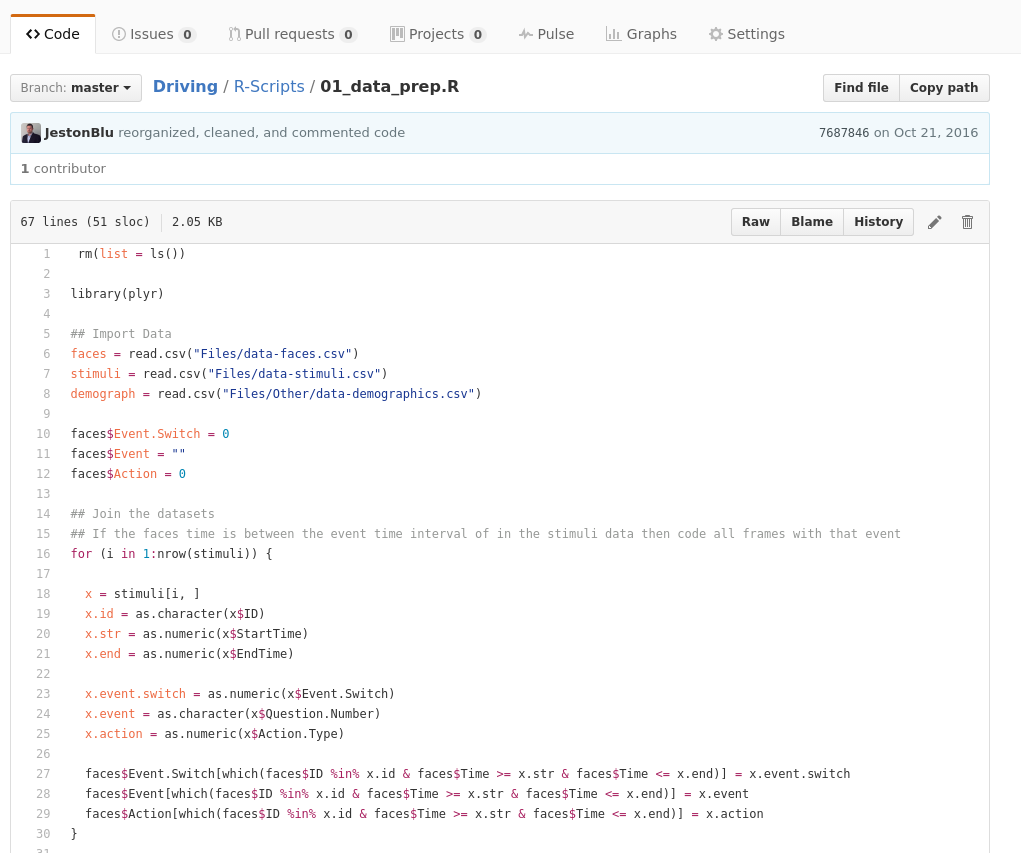 Code Issues 0 Pull requests 0 Projects 0 Pulse Graphs Settings
Branch: master Driving / R-Scripts / 01_data_prep.R Find file Copy path
JestonBlu reorganized, cleaned, and commented code 7687846 on Oct 21, 2016
1 contributor
67 lines (51 sloc) 2.05 KB Raw Blame History
1 rm(list = ls())
2
3 library(plyr)
4
5 ## Import Data
6 faces = read.csv("Files/data-faces.csv")
7 stimuli = read.csv("Files/data-stimuli.csv")
8 demograph = read.csv("Files/Other/data-demographics.csv")
9
10 faces$Event.Switch = 0
11 faces$Event = ""
12 faces$Action = 0
13
14 ## Join the datasets
15 ## If the faces time is between the event time interval of in the stimuli data then code all frames with that event
16 for (i in 1:nrow(stimuli)) {
17
18 x = stimuli[i, ]
19 x.id = as.character(x$ID)
20 x.str = as.numeric(x$StartTime)
21 x.end = as.numeric(x$EndTime)
22
23 x.event.switch = as.numeric(x$Event.Switch)
24 x.event = as.character(x$Question.Number)
25 x.action = as.numeric(x$Action.Type)
26
27 faces$Event.Switch[which(faces$ID %in% x.id & faces$Time >= x.str & faces$Time <= x.end)] = x.event.switch
28 faces$Event[which(faces$ID %in% x.id & faces$Time >= x.str & faces$Time <= x.end)] = x.event
29 faces$Action[which(faces$ID %in% x.id & faces$Time >= x.str & faces$Time <= x.end)] = x.action
30 }
31